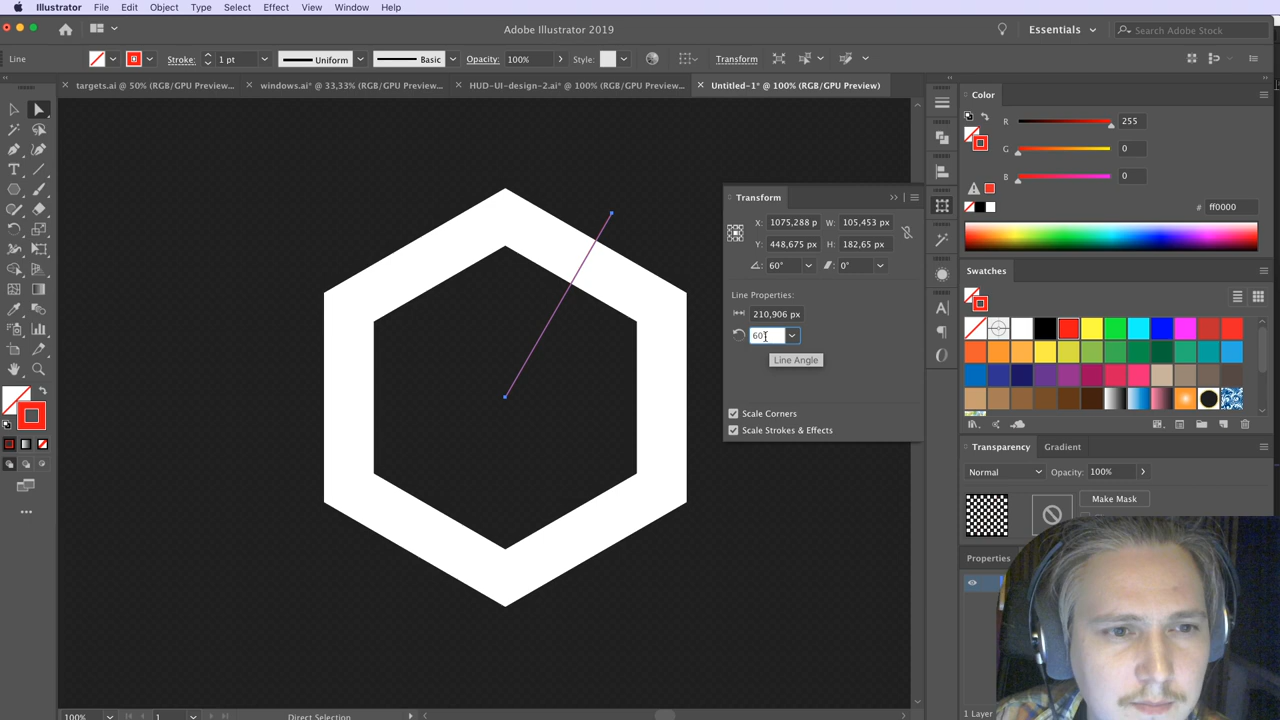 Illustrator File Edit Object Type Select Effect View Window Help
Adobe Illustrator 2019
Essentials
Search Adobe Stock
Line Stroke: 1 pt Uniform Basic Opacity: 100% Style: Transform
targets.ai @ 50% (RGB/GPU Preview...
windows.ai* @ 33,33% (RGB/GPU Preview...
HUD-UI-design-2.ai* @ 100% (RGB/GPU Preview...
Untitled-1* @ 100% (RGB/GPU Preview)
Color
R 255
G 0
B 0
# ff0000
Transform
X: 1075,288 p W: 105,453 px
Y: 448,675 px H: 182,65 px
60° 0°
Line Properties:
210,906 px
60°
Line Angle
Scale Corners
Scale Strokes & Effects
Swatches
Transparency Gradient
Normal Opacity: 100%
Make Mask
Properties
1 Layer
100% 1 Direct Selection